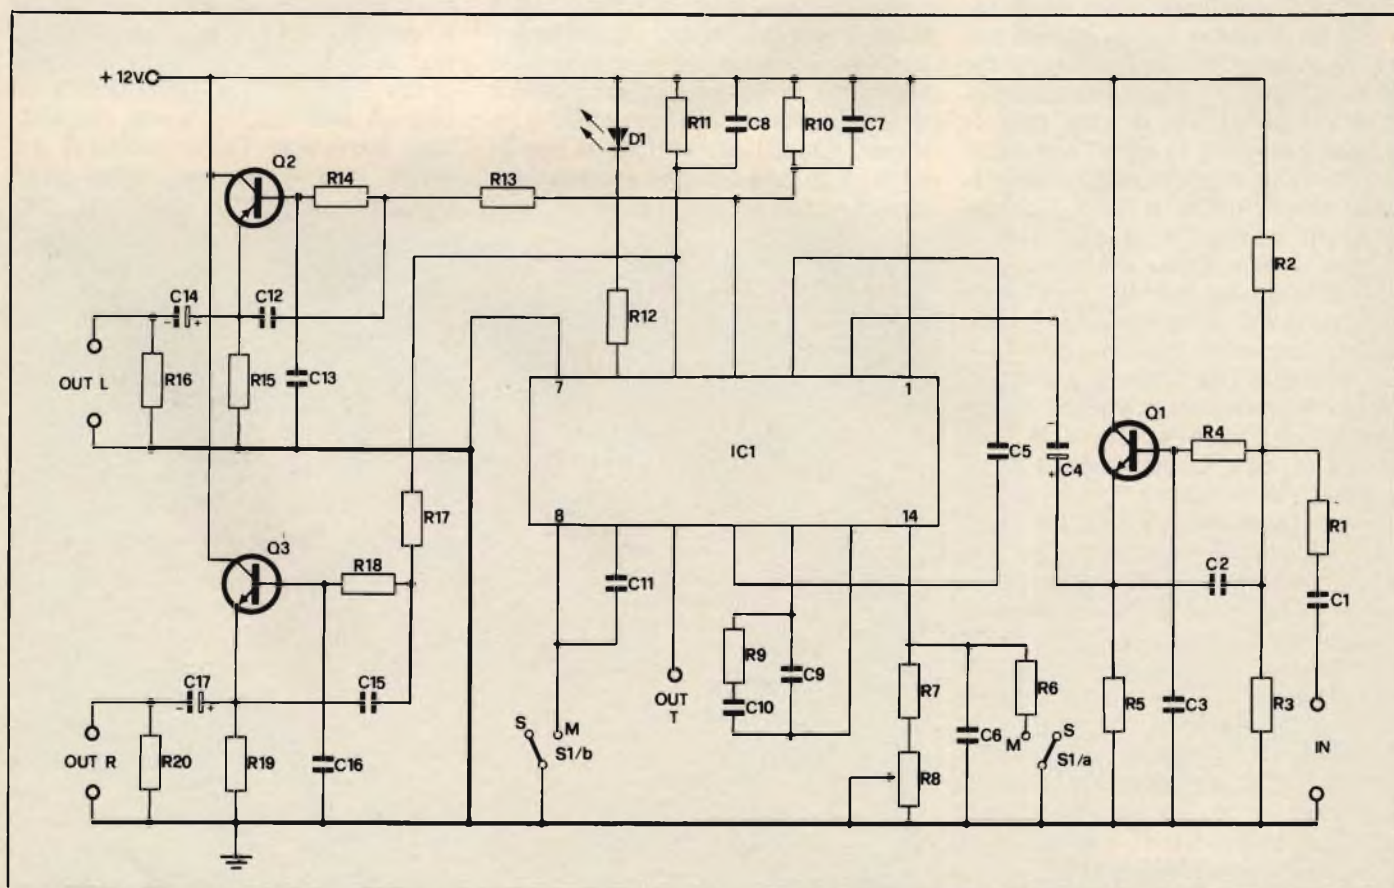 + 12V.
Q2
R14
R13
D1
R11
C8
R10
C7
R2
C14
C12
- +
R12
OUT L
R16
R15
C13
7
1
Q1
R4
IC1
C5
-
C4
+
R17
R1
8
14
Q3
R18
C11
C2
C1
R9
C9
R7
R6
C17
C15
- +
OUT
T
C10
R5
C3
R3
S
M
S1/b
C6
M
S
S1/a
IN
OUT R
R20
R19
C16
R8